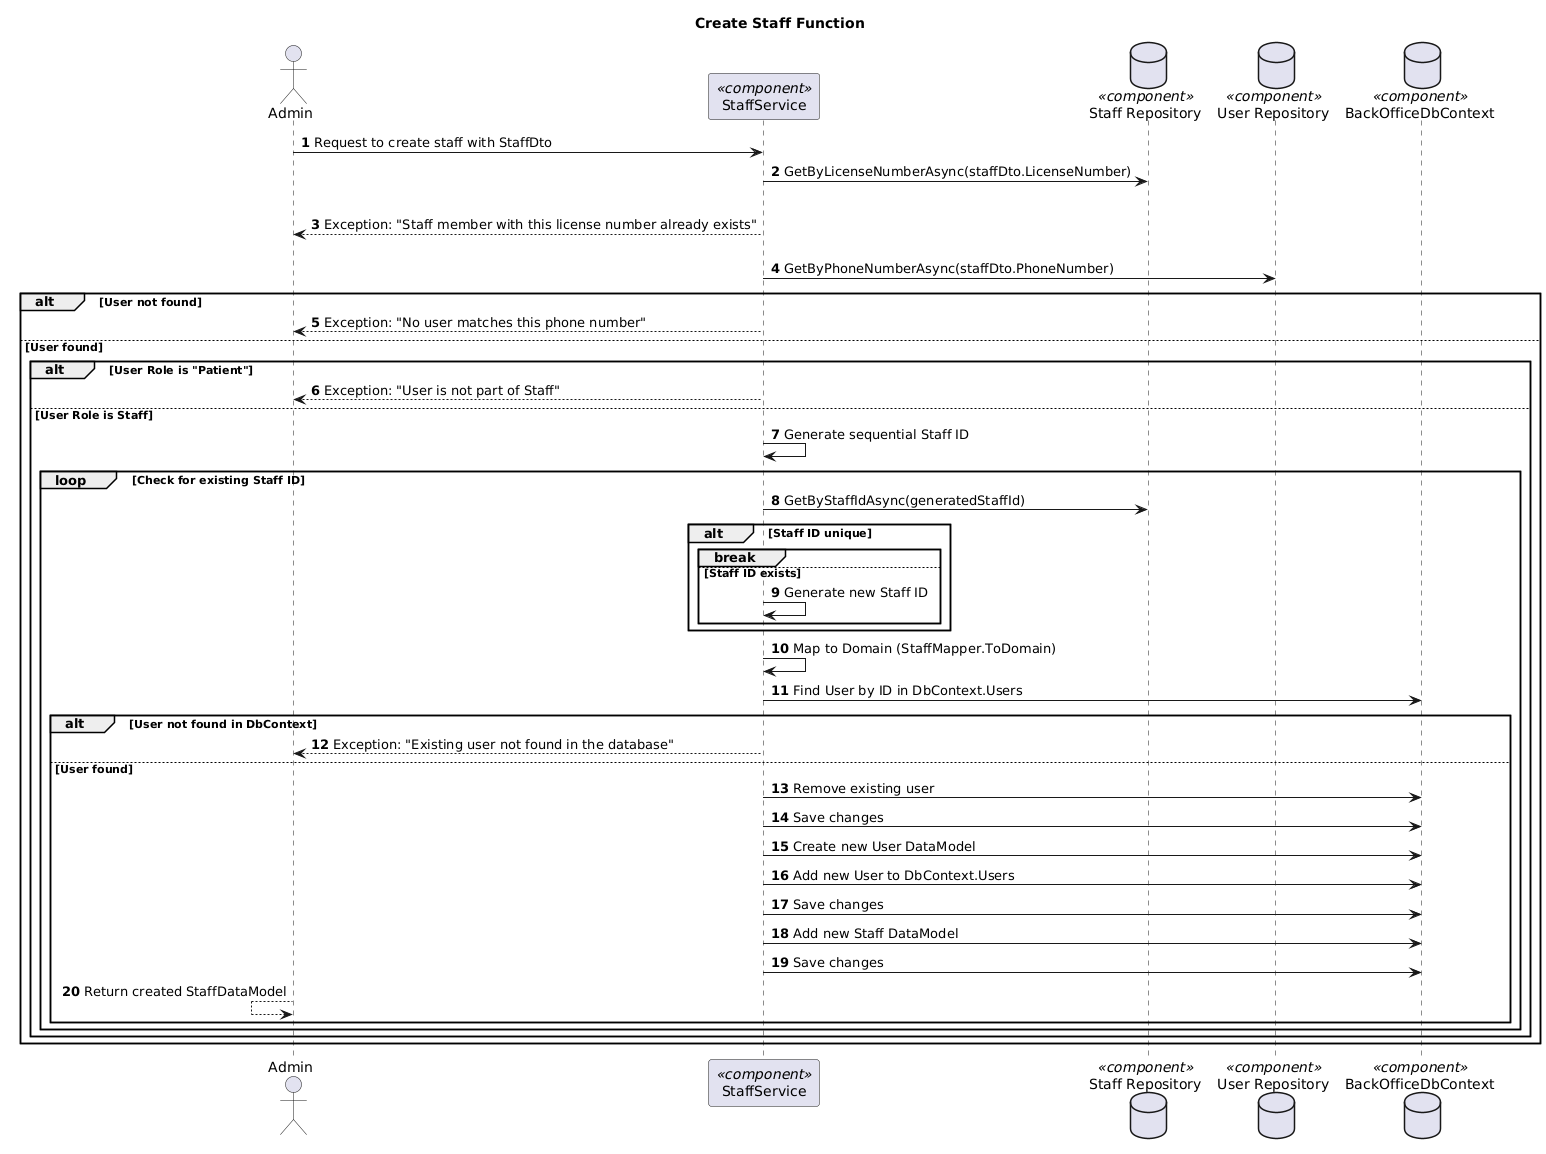 Create Staff Function
Admin
«component»
StaffService
«component»
Staff Repository
«component»
User Repository
«component»
BackOfficeDbContext
1 Request to create staff with StaffDto
2 GetByLicenseNumberAsync(staffDto.LicenseNumber)
3 Exception: "Staff member with this license number already exists"
4 GetByPhoneNumberAsync(staffDto.PhoneNumber)
alt [User not found]
5 Exception: "No user matches this phone number"
[User found]
alt [User Role is "Patient"]
6 Exception: "User is not part of Staff"
[User Role is Staff]
7 Generate sequential Staff ID
loop [Check for existing Staff ID]
8 GetByStaffIdAsync(generatedStaffId)
alt [Staff ID unique]
break
[Staff ID exists]
9 Generate new Staff ID
10 Map to Domain (StaffMapper.ToDomain)
11 Find User by ID in DbContext.Users
alt [User not found in DbContext]
12 Exception: "Existing user not found in the database"
[User found]
13 Remove existing user
14 Save changes
15 Create new User DataModel
16 Add new User to DbContext.Users
17 Save changes
18 Add new Staff DataModel
19 Save changes
20 Return created StaffDataModel
Admin
«component»
StaffService
«component»
Staff Repository
«component»
User Repository
«component»
BackOfficeDbContext